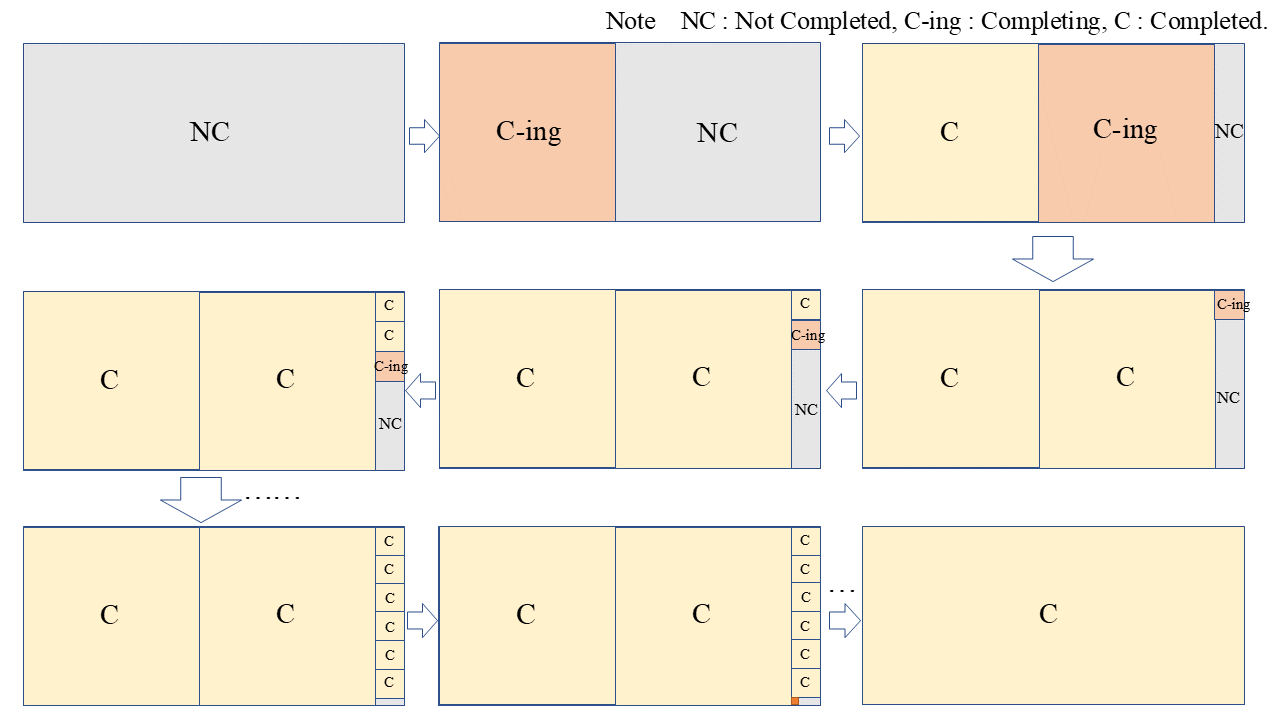 Note NC : Not Completed, C-ing : Completing, C : Completed.
NC
C-ing NC
C C-ing NC
C C C C C-ing NC
C C C C-ing NC
C C C-ing NC
……
C C C C C C C C
C C C C C C C C
…
C